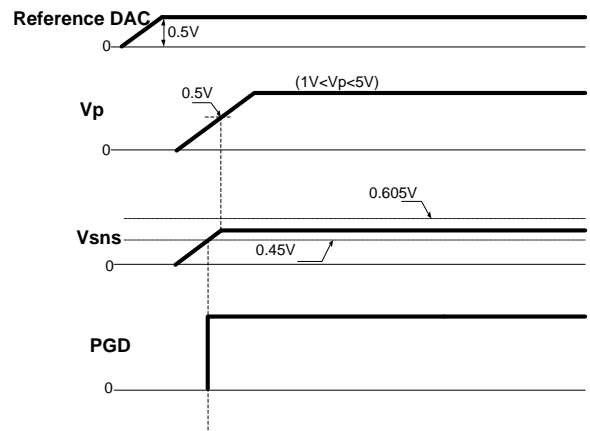 Reference DAC
0.5V
0
(1V<Vp<5V)
0.5V
Vp
0
0.605V
Vsns
0.45V
0
PGD
0